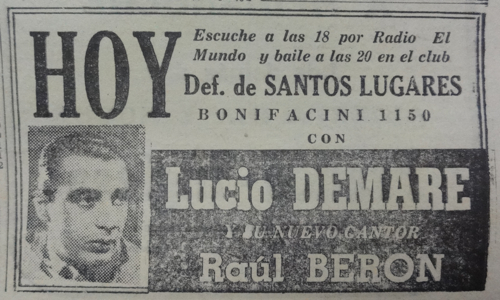 HOY
Escuche a las 18 por Radio El
Mundo y baile a las 20 en el club
Def. de SANTOS LUGARES
BONIFACINI 1150
CON
Lucio DEMARE
Y SU NUEVO CANTOR
Raúl BERON